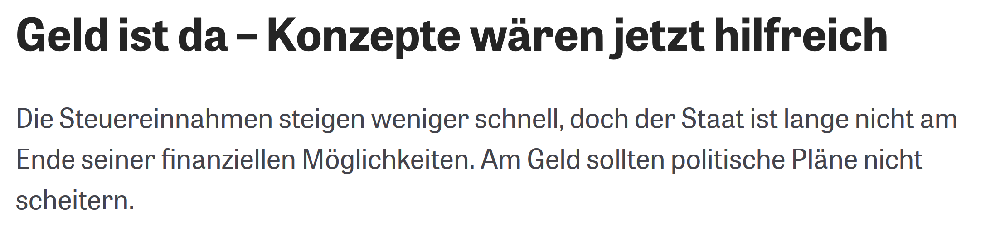 Geld ist da – Konzepte wären jetzt hilfreich
Die Steuereinnahmen steigen weniger schnell, doch der Staat ist lange nicht am
Ende seiner finanziellen Möglichkeiten. Am Geld sollten politische Pläne nicht
scheitern.